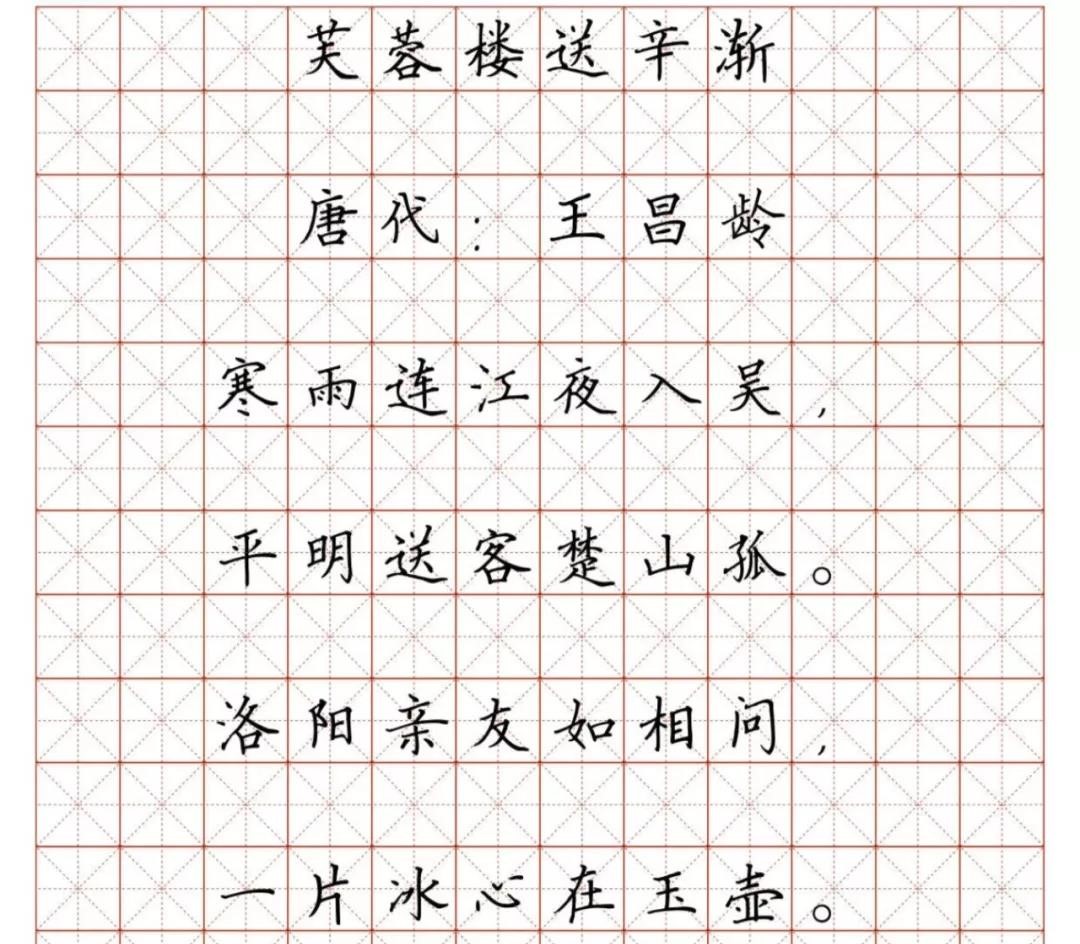 芙蓉楼送辛渐
唐代：王昌龄
寒雨连江夜入吴，
平明送客楚山孤。
洛阳亲友如相问，
一片冰心在玉壶。